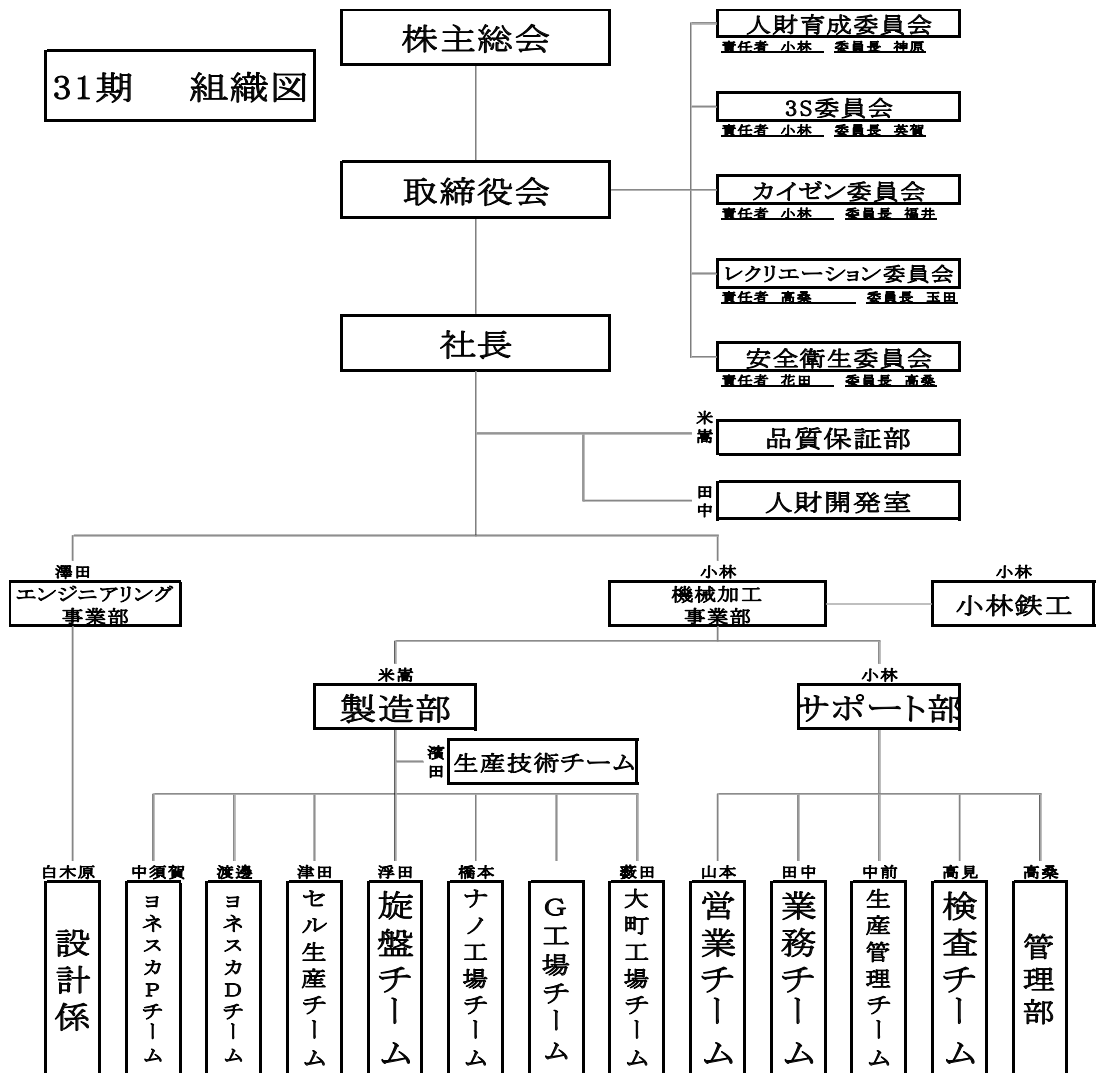 31期　組織図
株主総会
取締役会
社長
人財育成委員会
責任者 小林　委員長 神原
3S委員会
責任者 小林　委員長 英賀
カイゼン委員会
責任者 小林　委員長 福井
レクリエーション委員会
責任者 高桑　委員長 玉田
安全衛生委員会
責任者 花田　委員長 高桑
米嵩
品質保証部
田中
人財開発室
澤田
エンジニアリング
事業部
小林
機械加工
事業部
小林
小林鉄工
米嵩
製造部
小林
サポート部
濱田
生産技術チーム
白木原
設計係
中須賀
ヨネスカPチーム
渡邊
ヨネスカDチーム
津田
セル生産チーム
浮田
旋盤チーム
橋本
ナノ工場チーム
G工場チーム
薮田
大町工場チーム
山本
営業チーム
田中
業務チーム
中前
生産管理チーム
高見
検査チーム
高桑
管理部